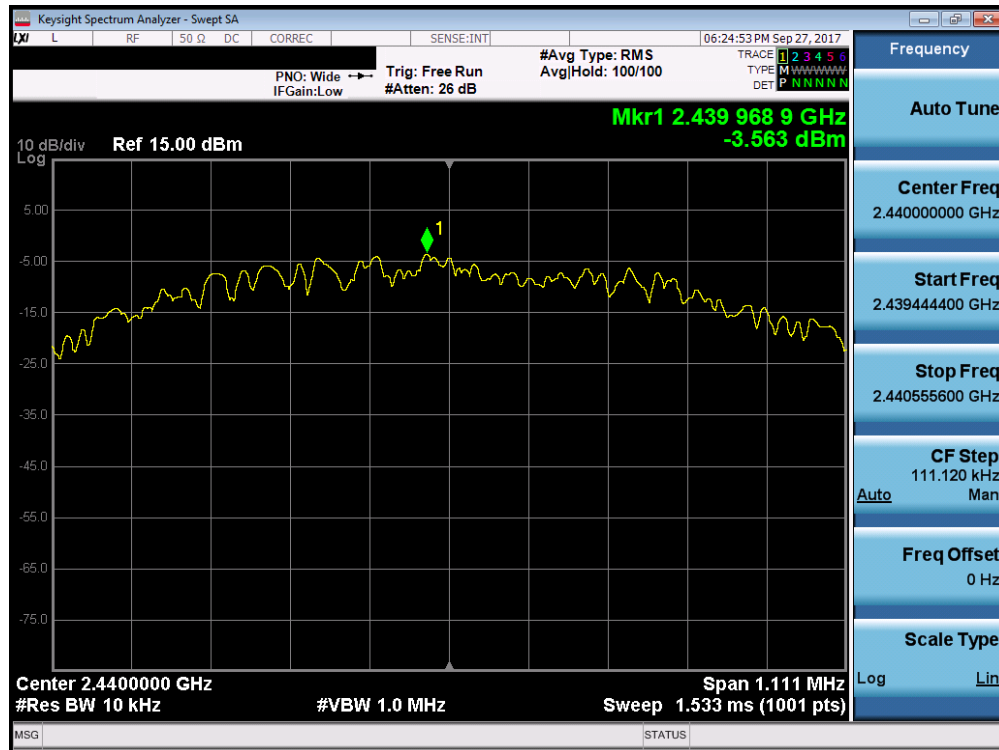 Keysight Spectrum Analyzer - Swept SA
LXI L RF 50 Ω DC CORREC SENSE:INT 06:24:53 PM Sep 27, 2017
PNO: Wide
IFGain:Low
Trig: Free Run
#Atten: 26 dB
#Avg Type: RMS
Avg|Hold: 100/100
TRACE 1 2 3 4 5 6
TYPE M WWWWW
DET P N N N N N
Mkr1 2.439 968 9 GHz
-3.563 dBm
10 dB/div Ref 15.00 dBm
Log
5.00
1
-5.00
-15.0
-25.0
-35.0
-45.0
-55.0
-65.0
-75.0
Center 2.4400000 GHz Span 1.111 MHz
#Res BW 10 kHz #VBW 1.0 MHz Sweep 1.533 ms (1001 pts)
MSG STATUS
Frequency
Auto Tune
Center Freq
2.440000000 GHz
Start Freq
2.439444400 GHz
Stop Freq
2.440555600 GHz
CF Step
111.120 kHz
Auto Man
Freq Offset
0 Hz
Scale Type
Log Lin